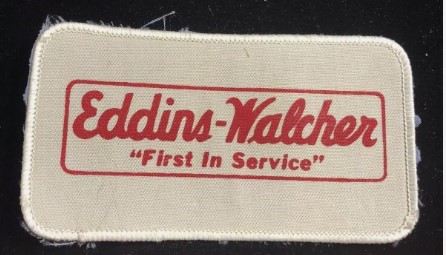 Eddins-Walcher
"First In Service"